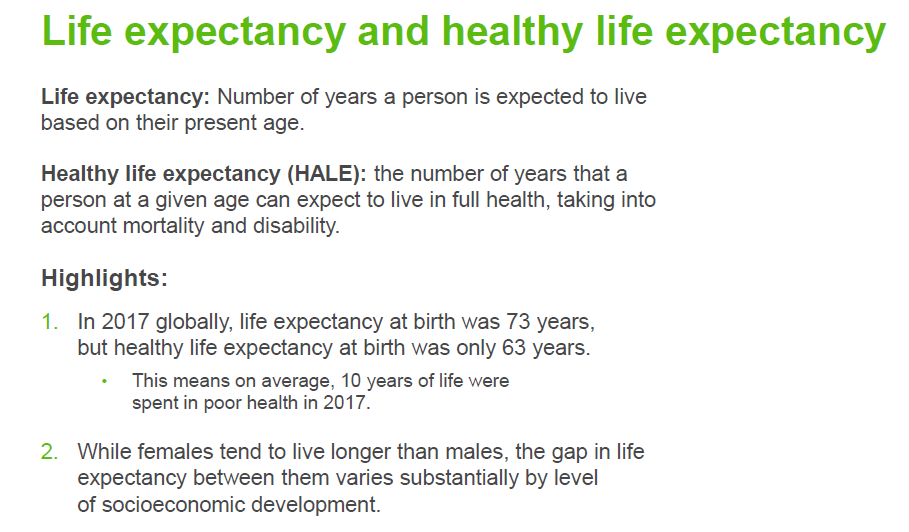 Life expectancy and healthy life expectancy
Life expectancy: Number of years a person is expected to live
based on their present age.
Healthy life expectancy (HALE): the number of years that a
person at a given age can expect to live in full health, taking into
account mortality and disability.
Highlights:
1. In 2017 globally, life expectancy at birth was 73 years,
but healthy life expectancy at birth was only 63 years.
• This means on average, 10 years of life were
spent in poor health in 2017.
2. While females tend to live longer than males, the gap in life
expectancy between them varies substantially by level
of socioeconomic development.